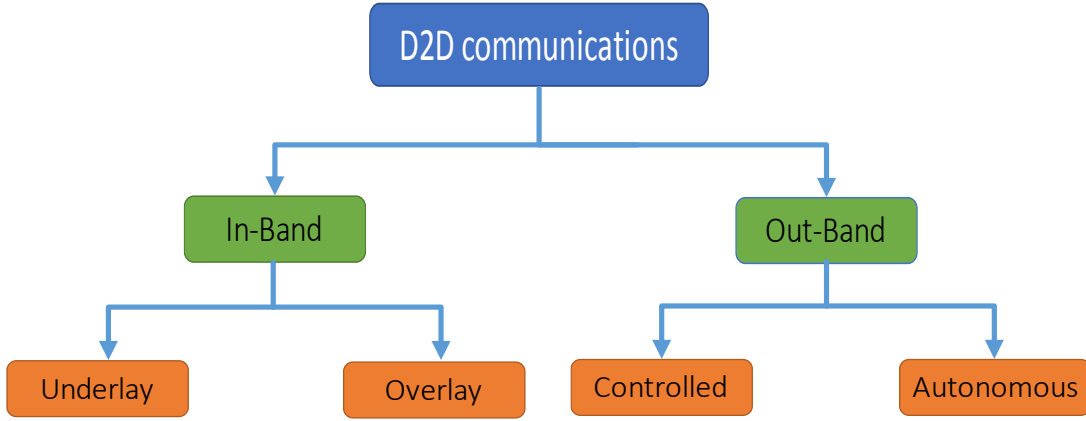 D2D communications
In-Band
Out-Band
Underlay
Overlay
Controlled
Autonomous